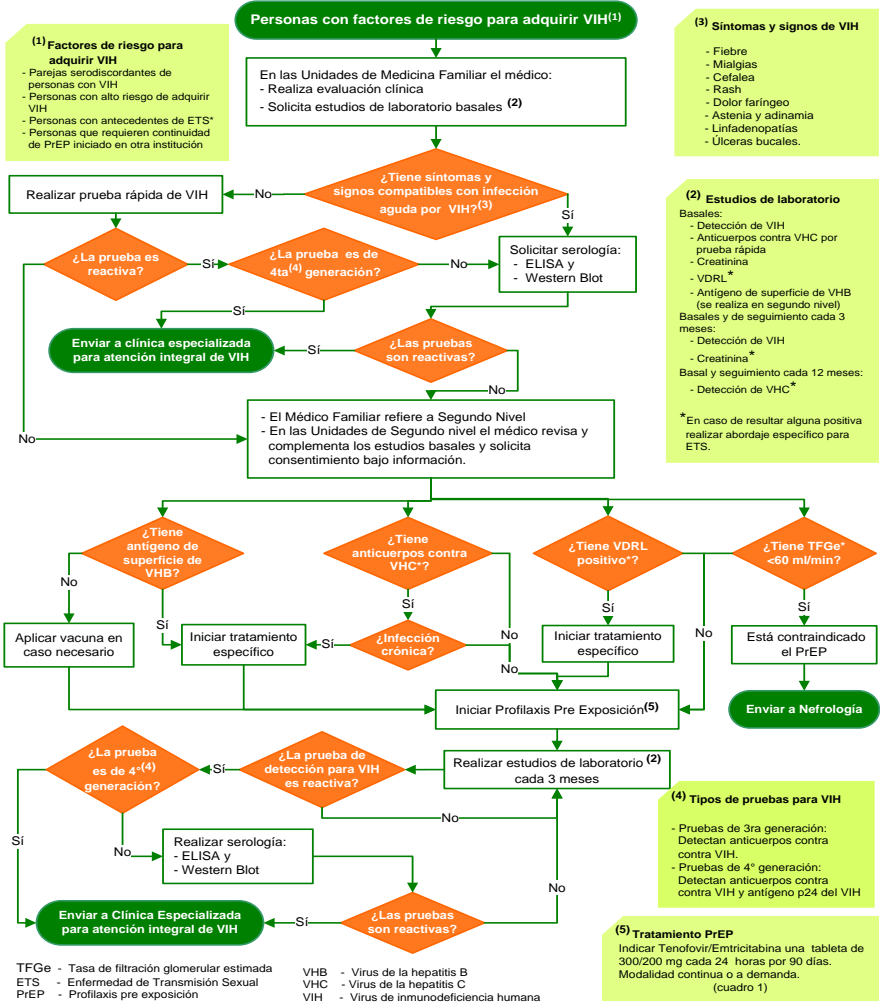 Personas con factores de riesgo para adquirir VIH(1)
(1) Factores de riesgo para
adquirir VIH
- Parejas serodiscordantes de
personas con VIH
- Personas con alto riesgo de adquirir
VIH
- Personas con antecedentes de ETS*
- Personas que requieren continuidad
de PrEP iniciado en otra institución
En las Unidades de Medicina Familiar el médico:
- Realiza evaluación clínica
- Solicita estudios de laboratorio basales (2)
(3) Síntomas y signos de VIH
- Fiebre
- Mialgias
- Cefalea
- Rash
- Dolor faríngeo
- Astenia y adinamia
- Linfadenopatías
- Úlceras bucales.
¿Tiene síntomas y
signos compatibles con infección
aguda por VIH?(3)
No
Sí
Realizar prueba rápida de VIH
¿La prueba es
reactiva?
Sí
¿La prueba es de
4ta(4) generación?
No
Solicitar serología:
- ELISA y
- Western Blot
Sí
Enviar a clínica especializada
para atención integral de VIH
Sí
¿Las pruebas
son reactivas?
No
No
(2) Estudios de laboratorio
Basales:
- Detección de VIH
- Anticuerpos contra VHC por
prueba rápida
- Creatinina
- VDRL*
- Antígeno de superficie de VHB
(se realiza en segundo nivel)
Basales y de seguimiento cada 3
meses:
- Detección de VIH
- Creatinina*
Basal y seguimiento cada 12 meses:
- Detección de VHC*
*En caso de resultar alguna positiva
realizar abordaje específico para
ETS.
- El Médico Familiar refiere a Segundo Nivel
- En las Unidades de Segundo nivel el médico revisa y
complementa los estudios basales y solicita
consentimiento bajo información.
¿Tiene
antígeno de
superficie de
VHB?
No
Sí
¿Tiene
anticuerpos contra
VHC*?
Sí
No
¿Tiene VDRL
positivo*?
Sí
No
¿Tiene TFGe*
<60 ml/min?
Sí
No
Aplicar vacuna en
caso necesario
Iniciar tratamiento
específico
Sí
¿Infección
crónica?
Iniciar tratamiento
específico
Está contraindicado
el PrEP
Enviar a Nefrología
Iniciar Profilaxis Pre Exposición(5)
Realizar estudios de laboratorio (2)
cada 3 meses
¿La prueba de
detección para VIH
es reactiva?
Sí
No
¿La prueba
es de 4°(4)
generación?
Sí
No
Realizar serología:
- ELISA y
- Western Blot
¿Las pruebas
son reactivas?
Sí
No
Enviar a Clínica Especializada
para atención integral de VIH
(4) Tipos de pruebas para VIH
- Pruebas de 3ra generación:
Detectan anticuerpos contra
contra VIH.
- Pruebas de 4° generación:
Detectan anticuerpos contra
contra VIH y antígeno p24 del VIH
(5) Tratamiento PrEP
Indicar Tenofovir/Emtricitabina una tableta de
300/200 mg cada 24 horas por 90 días.
Modalidad continua o a demanda.
(cuadro 1)
TFGe - Tasa de filtración glomerular estimada
ETS - Enfermedad de Transmisión Sexual
PrEP - Profilaxis pre exposición
VHB - Virus de la hepatitis B
VHC - Virus de la hepatitis C
VIH - Virus de inmunodeficiencia humana